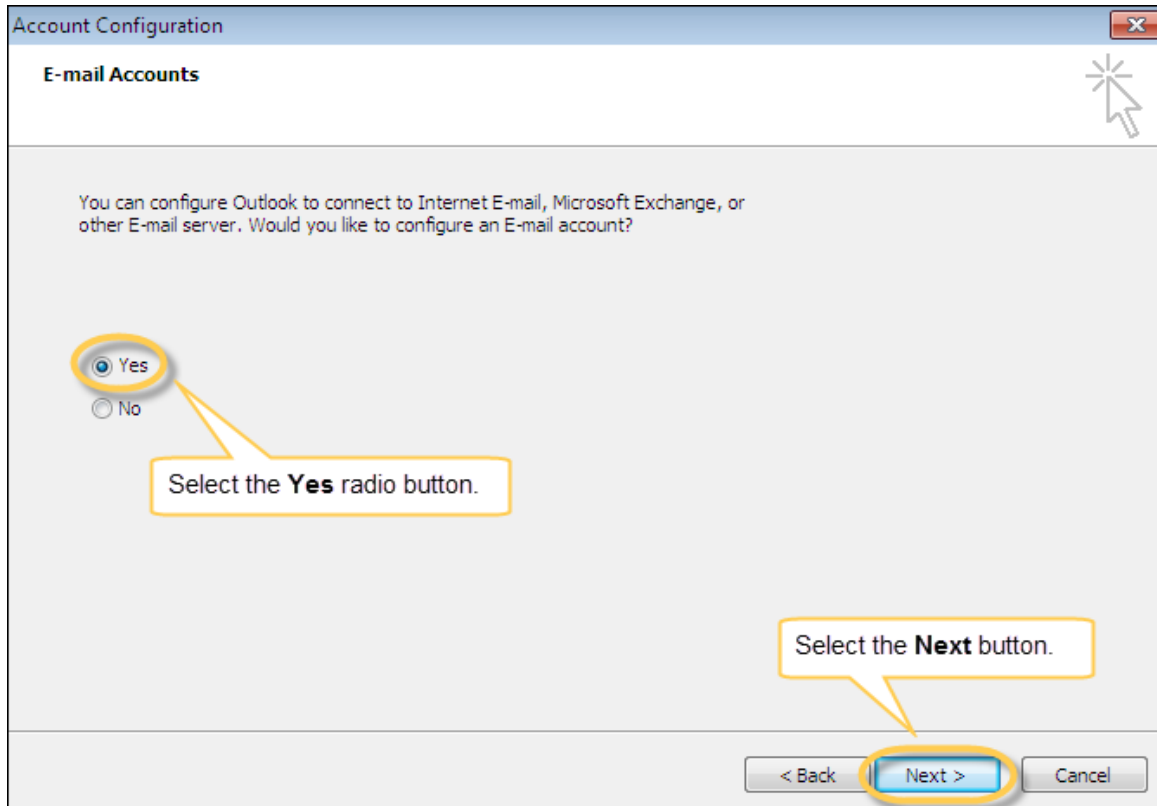 Account Configuration
E-mail Accounts
You can configure Outlook to connect to Internet E-mail, Microsoft Exchange, or
other E-mail server. Would you like to configure an E-mail account?
Yes
No
Select the Yes radio button.
Select the Next button.
< Back
Next >
Cancel